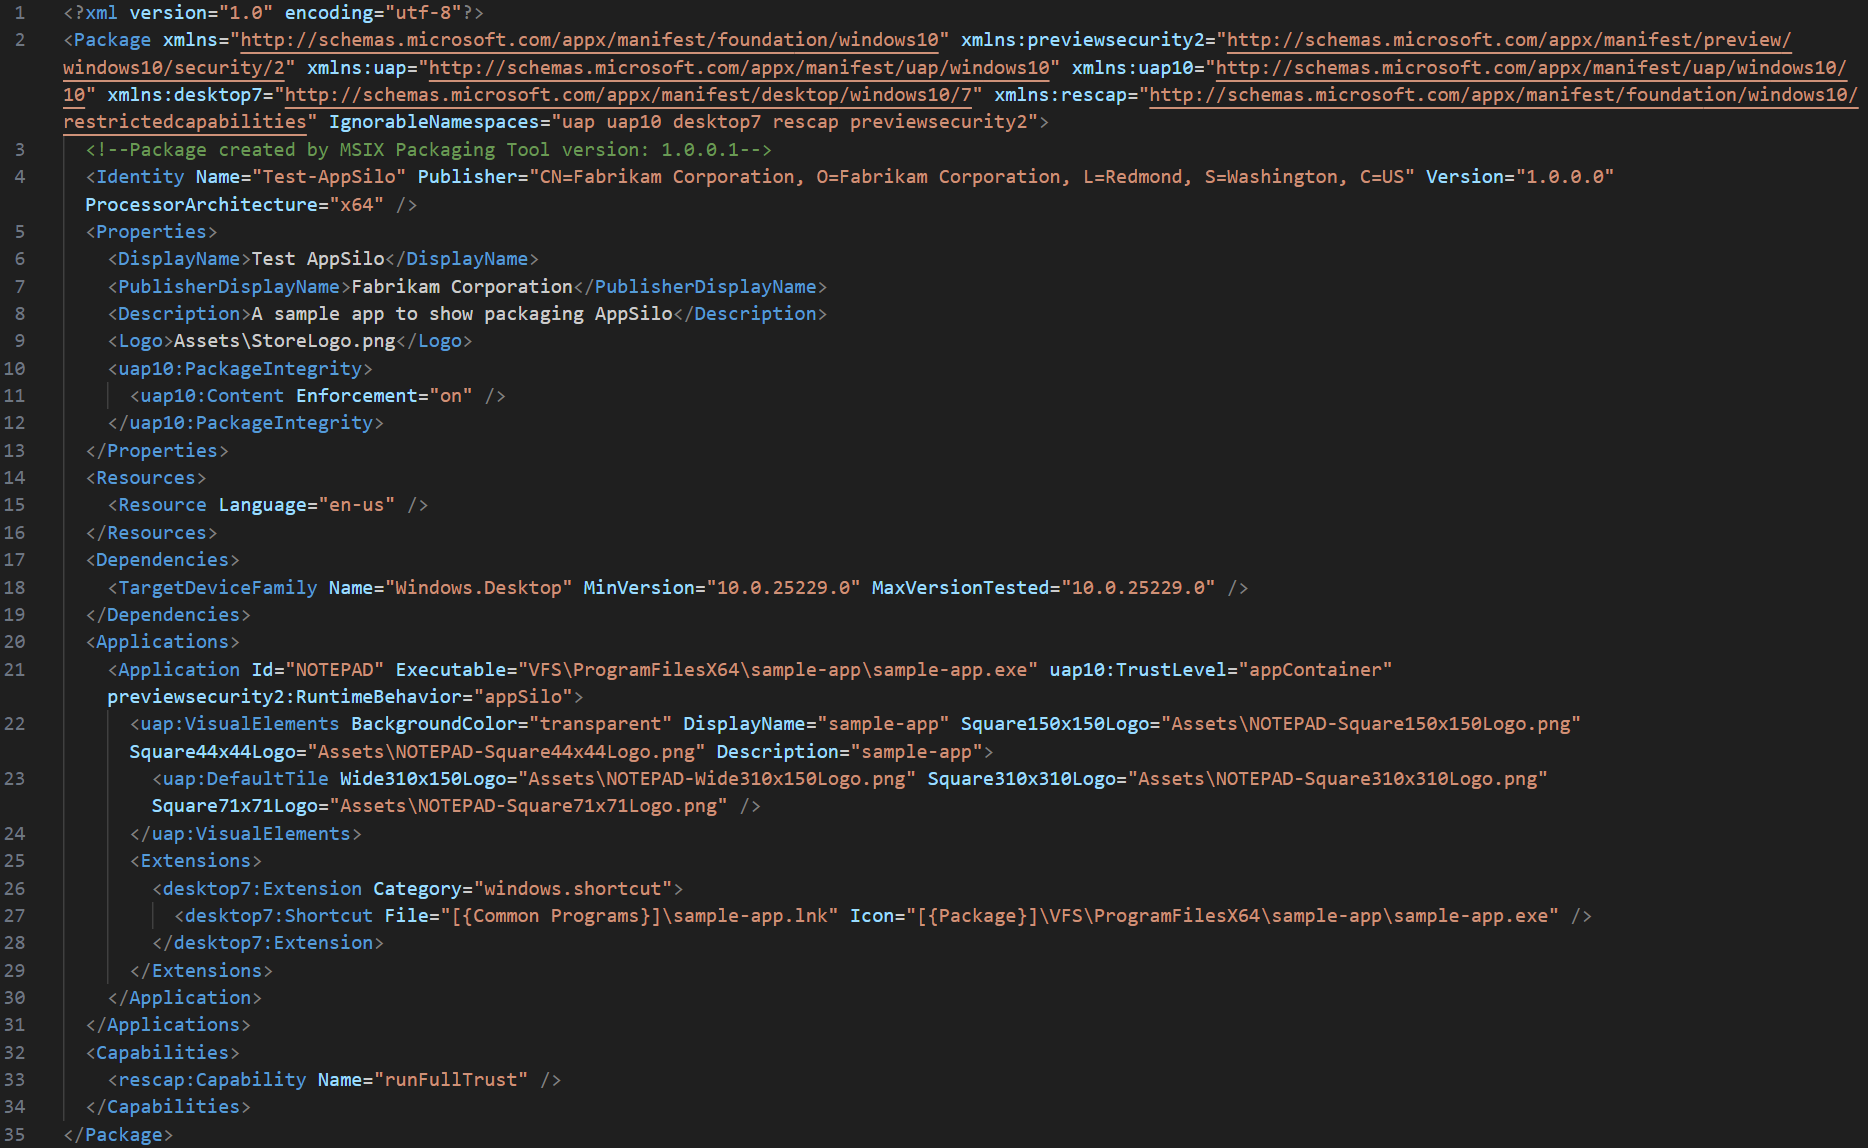 1 <?xml version="1.0" encoding="utf-8"?>
2 <Package xmlns="http://schemas.microsoft.com/appx/manifest/foundation/windows10" xmlns:previewsecurity2="http://schemas.microsoft.com/appx/manifest/preview/
windows10/security/2" xmlns:uap="http://schemas.microsoft.com/appx/manifest/uap/windows10" xmlns:uap10="http://schemas.microsoft.com/appx/manifest/uap/windows10/
10" xmlns:desktop7="http://schemas.microsoft.com/appx/manifest/desktop/windows10/7" xmlns:rescap="http://schemas.microsoft.com/appx/manifest/foundation/windows10/
restrictedcapabilities" IgnorableNamespaces="uap uap10 desktop7 rescap previewsecurity2">
3 <!--Package created by MSIX Packaging Tool version: 1.0.0.1-->
4 <Identity Name="Test-AppSilo" Publisher="CN=Fabrikam Corporation, O=Fabrikam Corporation, L=Redmond, S=Washington, C=US" Version="1.0.0.0"
ProcessorArchitecture="x64" />
5 <Properties>
6 <DisplayName>Test AppSilo</DisplayName>
7 <PublisherDisplayName>Fabrikam Corporation</PublisherDisplayName>
8 <Description>A sample app to show packaging AppSilo</Description>
9 <Logo>Assets\StoreLogo.png</Logo>
10 <uap10:PackageIntegrity>
11 <uap10:Content Enforcement="on" />
12 </uap10:PackageIntegrity>
13 </Properties>
14 <Resources>
15 <Resource Language="en-us" />
16 </Resources>
17 <Dependencies>
18 <TargetDeviceFamily Name="Windows.Desktop" MinVersion="10.0.25229.0" MaxVersionTested="10.0.25229.0" />
19 </Dependencies>
20 <Applications>
21 <Application Id="NOTEPAD" Executable="VFS\ProgramFilesX64\sample-app\sample-app.exe" uap10:TrustLevel="appContainer"
previewsecurity2:RuntimeBehavior="appSilo">
22 <uap:VisualElements BackgroundColor="transparent" DisplayName="sample-app" Square150x150Logo="Assets\NOTEPAD-Square150x150Logo.png"
Square44x44Logo="Assets\NOTEPAD-Square44x44Logo.png" Description="sample-app">
23 <uap:DefaultTile Wide310x150Logo="Assets\NOTEPAD-Wide310x150Logo.png" Square310x310Logo="Assets\NOTEPAD-Square310x310Logo.png"
Square71x71Logo="Assets\NOTEPAD-Square71x71Logo.png" />
24 </uap:VisualElements>
25 <Extensions>
26 <desktop7:Extension Category="windows.shortcut">
27 <desktop7:Shortcut File="[{Common Programs}]\sample-app.lnk" Icon="[{Package}]\VFS\ProgramFilesX64\sample-app\sample-app.exe" />
28 </desktop7:Extension>
29 </Extensions>
30 </Application>
31 </Applications>
32 <Capabilities>
33 <rescap:Capability Name="runFullTrust" />
34 </Capabilities>
35 </Package>